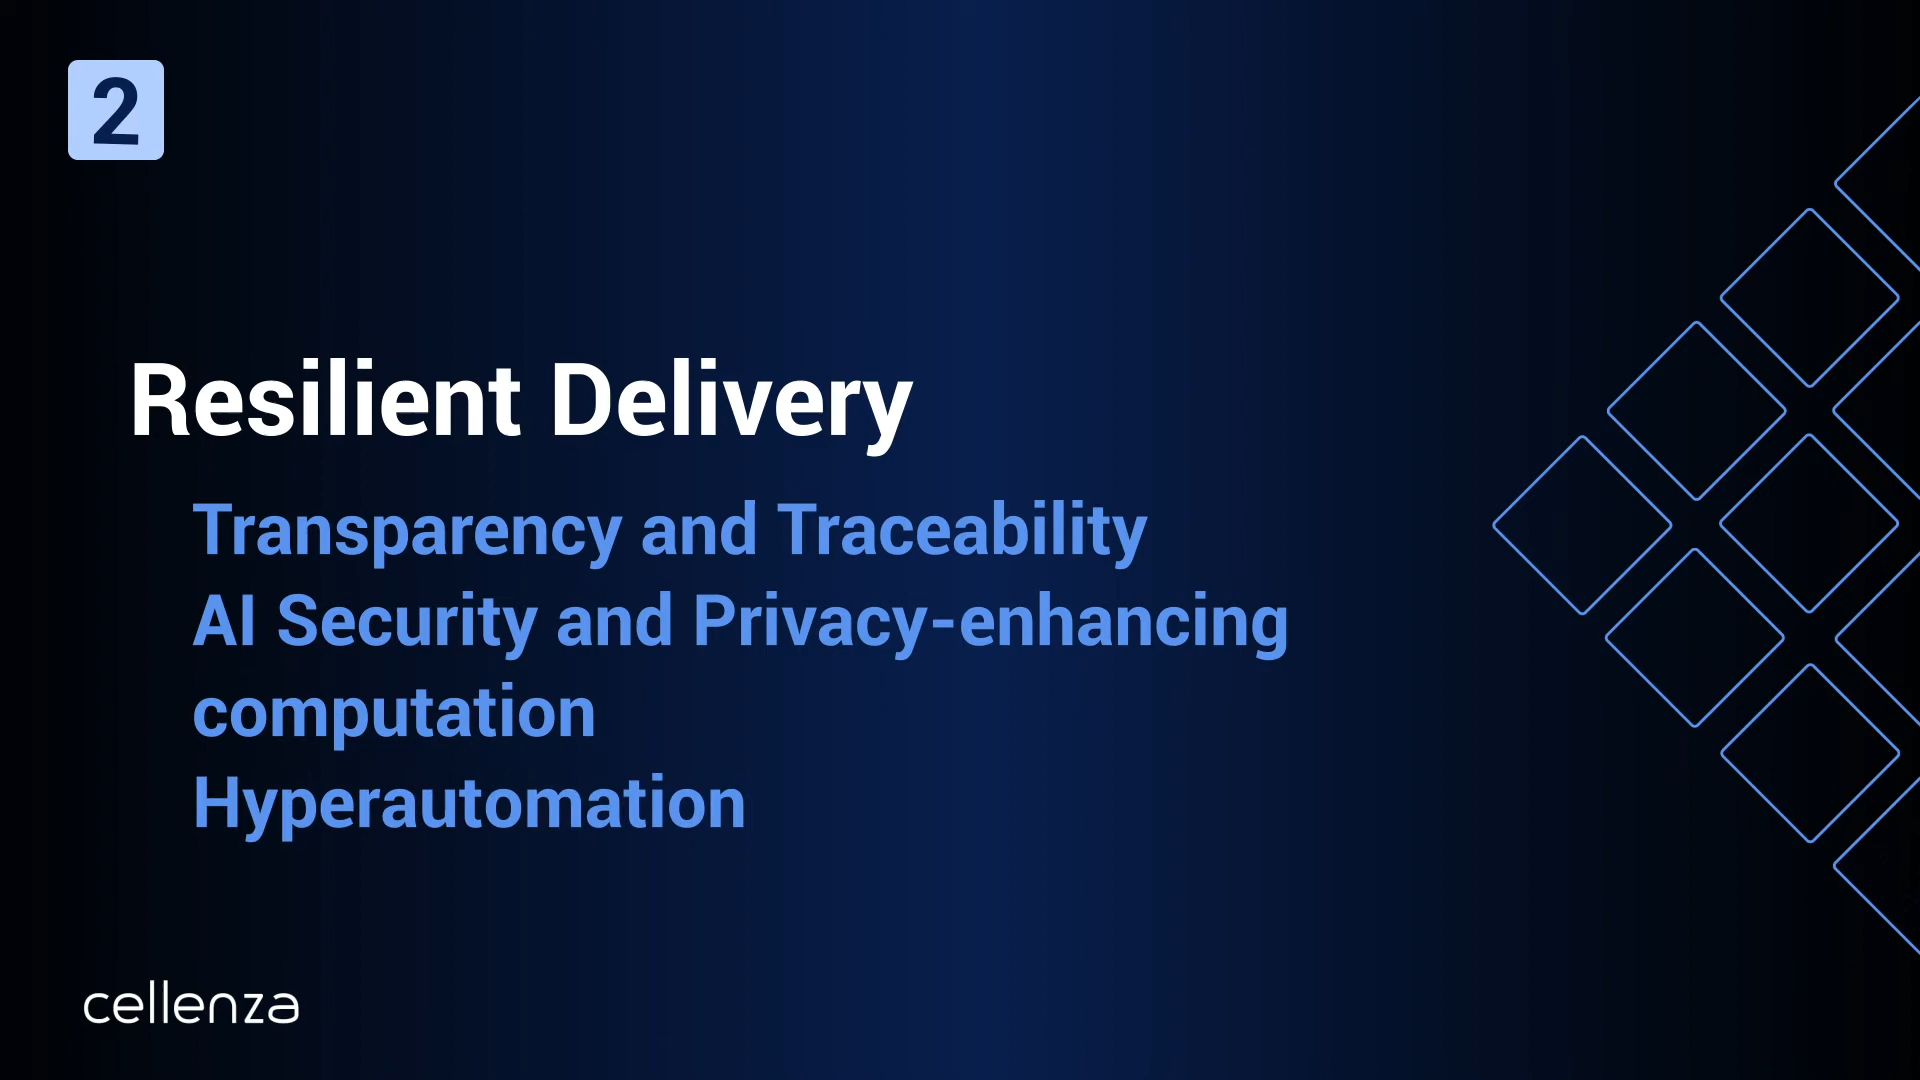 2
Resilient Delivery
Transparency and Traceability
AI Security and Privacy-enhancing
computation
Hyperautomation
cellenza